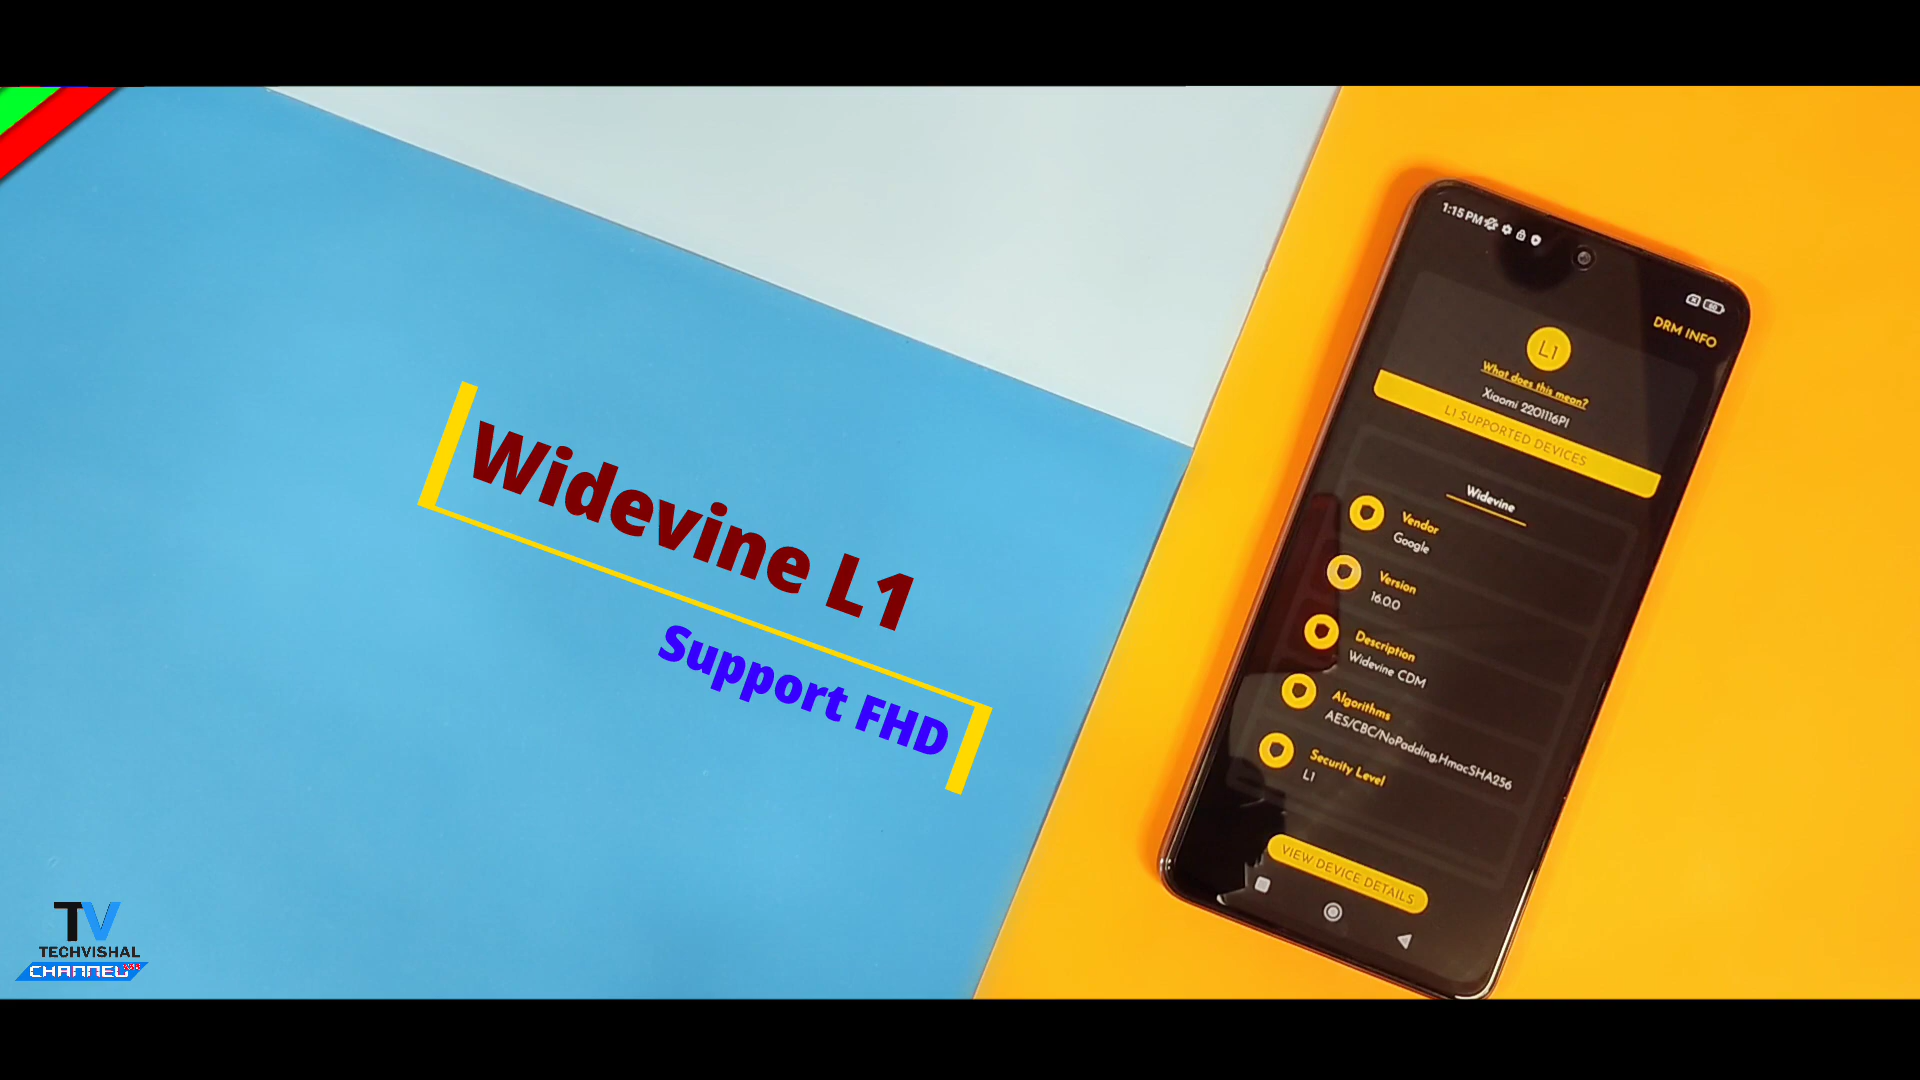 Widevine L1
Support FHD
TV
TECHVISHAL
CHANNEL
1:15 PM
60
DRM INFO
L1
What does this mean?
Xiaomi 2201116PI
L1 SUPPORTED DEVICES
Widevine
Vendor
Google
Version
16.0.0
Description
Widevine CDM
Algorithms
AES/CBC/NoPadding,HmacSHA256
Security Level
L1
VIEW DEVICE DETAILS